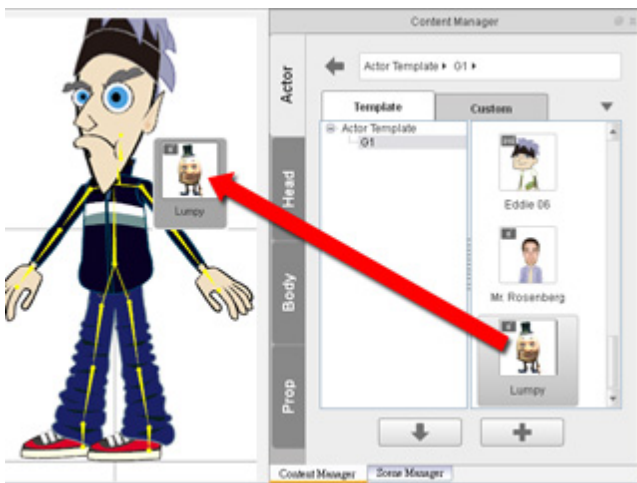 Content Manager
Actor Template ▸ G1 ▸
Actor
Head
Body
Prop
Template
Custom
Actor Template
G1
Eddie 06
Mr. Rosenberg
Lumpy
Lumpy
Content Manager
Scene Manager